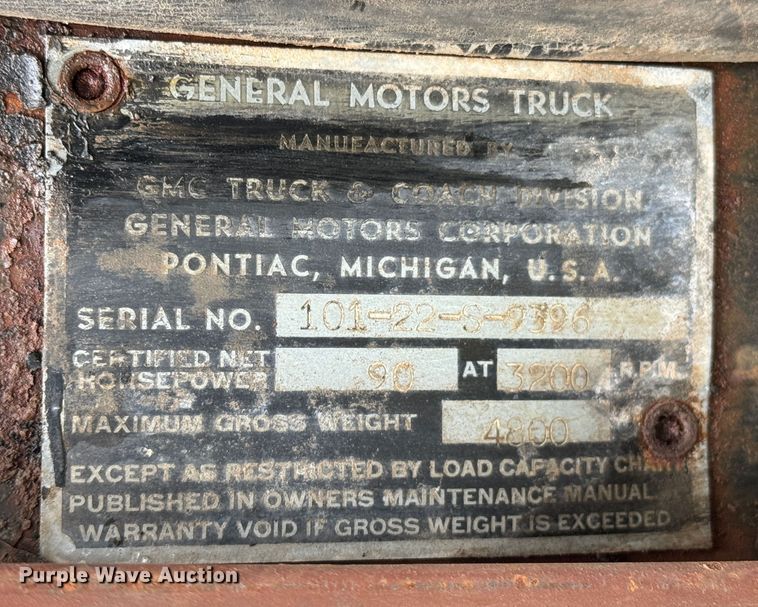 GENERAL MOTORS TRUCK
MANUFACTURED BY
GMC TRUCK & COACH DIVISION
GENERAL MOTORS CORPORATION
PONTIAC, MICHIGAN, U.S.A.
SERIAL NO. 101-22-S-9396
CERTIFIED NET
HORSEPOWER 90 AT 3200 R.P.M.
MAXIMUM GROSS WEIGHT 4800
EXCEPT AS RESTRICTED BY LOAD CAPACITY CHART
PUBLISHED IN OWNERS MAINTENANCE MANUAL
WARRANTY VOID IF GROSS WEIGHT IS EXCEEDED
Purple Wave Auction